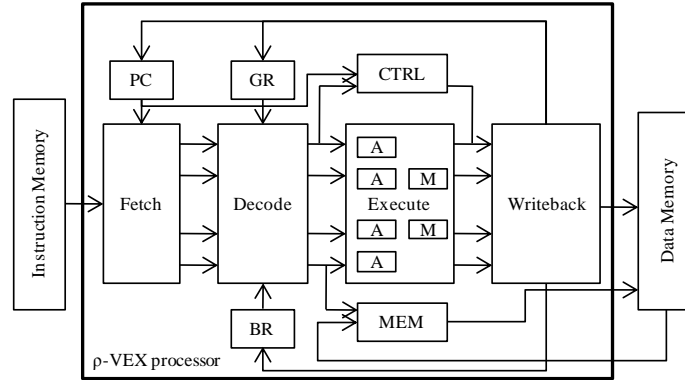 PC
GR
CTRL
Instruction Memory
Fetch
Decode
A
A M
Execute
A M
A
Writeback
Data Memory
BR
MEM
ρ-VEX processor